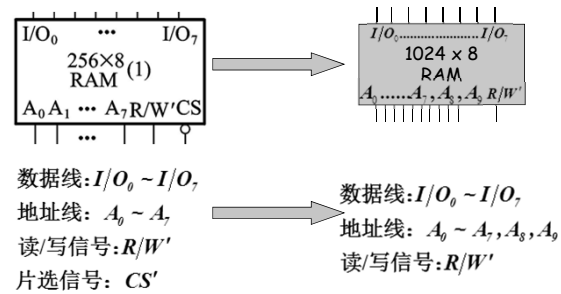 I/O₀ ··· I/O₇
256×8
RAM (1)
A₀ A₁ ··· A₇ R/W' CS
···
I/O₀......................I/O₇
1024 x 8
RAM
A₀......A₇,A₈,A₉ R/W'
数据线:I/O₀ ~ I/O₇
地址线: A₀ ~ A₇
读/写信号:R/W'
片选信号: CS'
数据线:I/O₀ ~ I/O₇
地址线: A₀ ~ A₇,A₈,A₉
读/写信号:R/W'